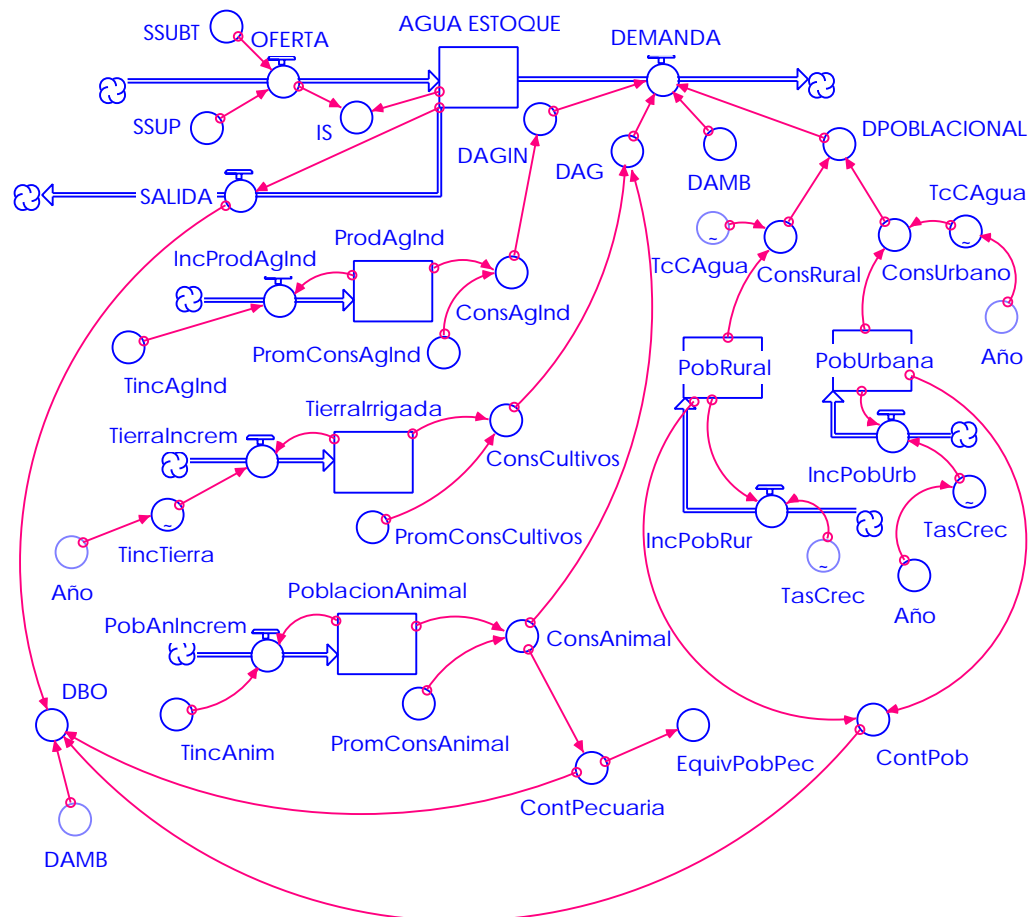 AGUA ESTOQUE
SSUBT
OFERTA
DEMANDA
SSUP
IS
DAGIN
DAG
DAMB
DPOBLACIONAL
SALIDA
TcCAgua
ProdAgInd
IncProdAgInd
TcCAgua
ConsRural
ConsUrbano
ConsAgInd
PromConsAgInd
Año
TincAgInd
PobRural
PobUrbana
TierraIrrigada
TierraIncrem
ConsCultivos
IncPobUrb
~
TincTierra
PromConsCultivos
IncPobRur
TasCrec
Año
TasCrec
Año
PoblacionAnimal
PobAnIncrem
ConsAnimal
DBO
TincAnim
PromConsAnimal
EquivPobPec
ContPob
ContPecuaria
DAMB